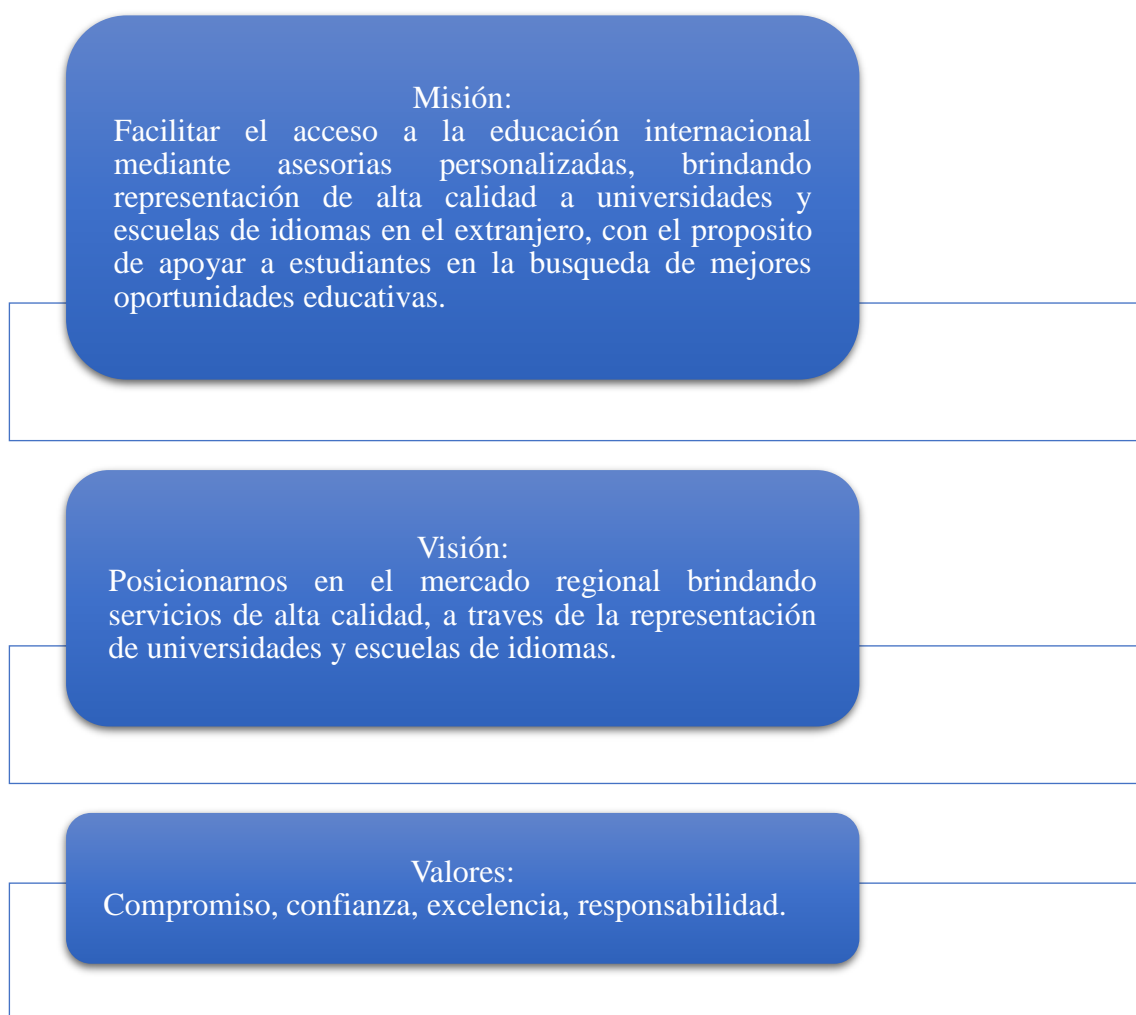 Misión:
Facilitar el acceso a la educación internacional
mediante asesorias personalizadas, brindando
representación de alta calidad a universidades y
escuelas de idiomas en el extranjero, con el proposito
de apoyar a estudiantes en la busqueda de mejores
oportunidades educativas.
Visión:
Posicionarnos en el mercado regional brindando
servicios de alta calidad, a traves de la representación
de universidades y escuelas de idiomas.
Valores:
Compromiso, confianza, excelencia, responsabilidad.